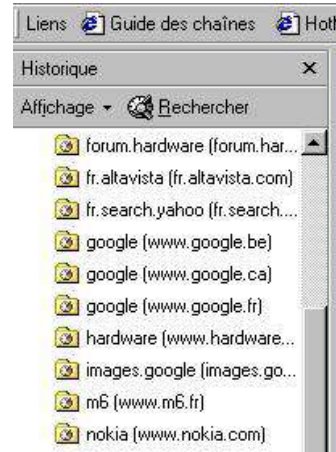 Liens Guide des chaînes Hotl
Historique ×
Affichage Rechercher
forum.hardware (forum.har...
fr.altavista (fr.altavista.com)
fr.search.yahoo (fr.search....
google (www.google.be)
google (www.google.ca)
google (www.google.fr)
hardware (www.hardware...
images.google (images.go...
m6 (www.m6.fr)
nokia (www.nokia.com)